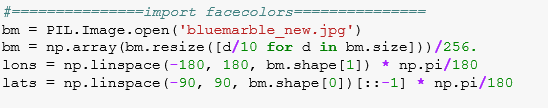 #===============import facecolors===============
bm = PIL.Image.open('bluemarble_new.jpg')
bm = np.array(bm.resize([d/10 for d in bm.size]))/256.
lons = np.linspace(-180, 180, bm.shape[1]) * np.pi/180
lats = np.linspace(-90, 90, bm.shape[0])[::-1] * np.pi/180